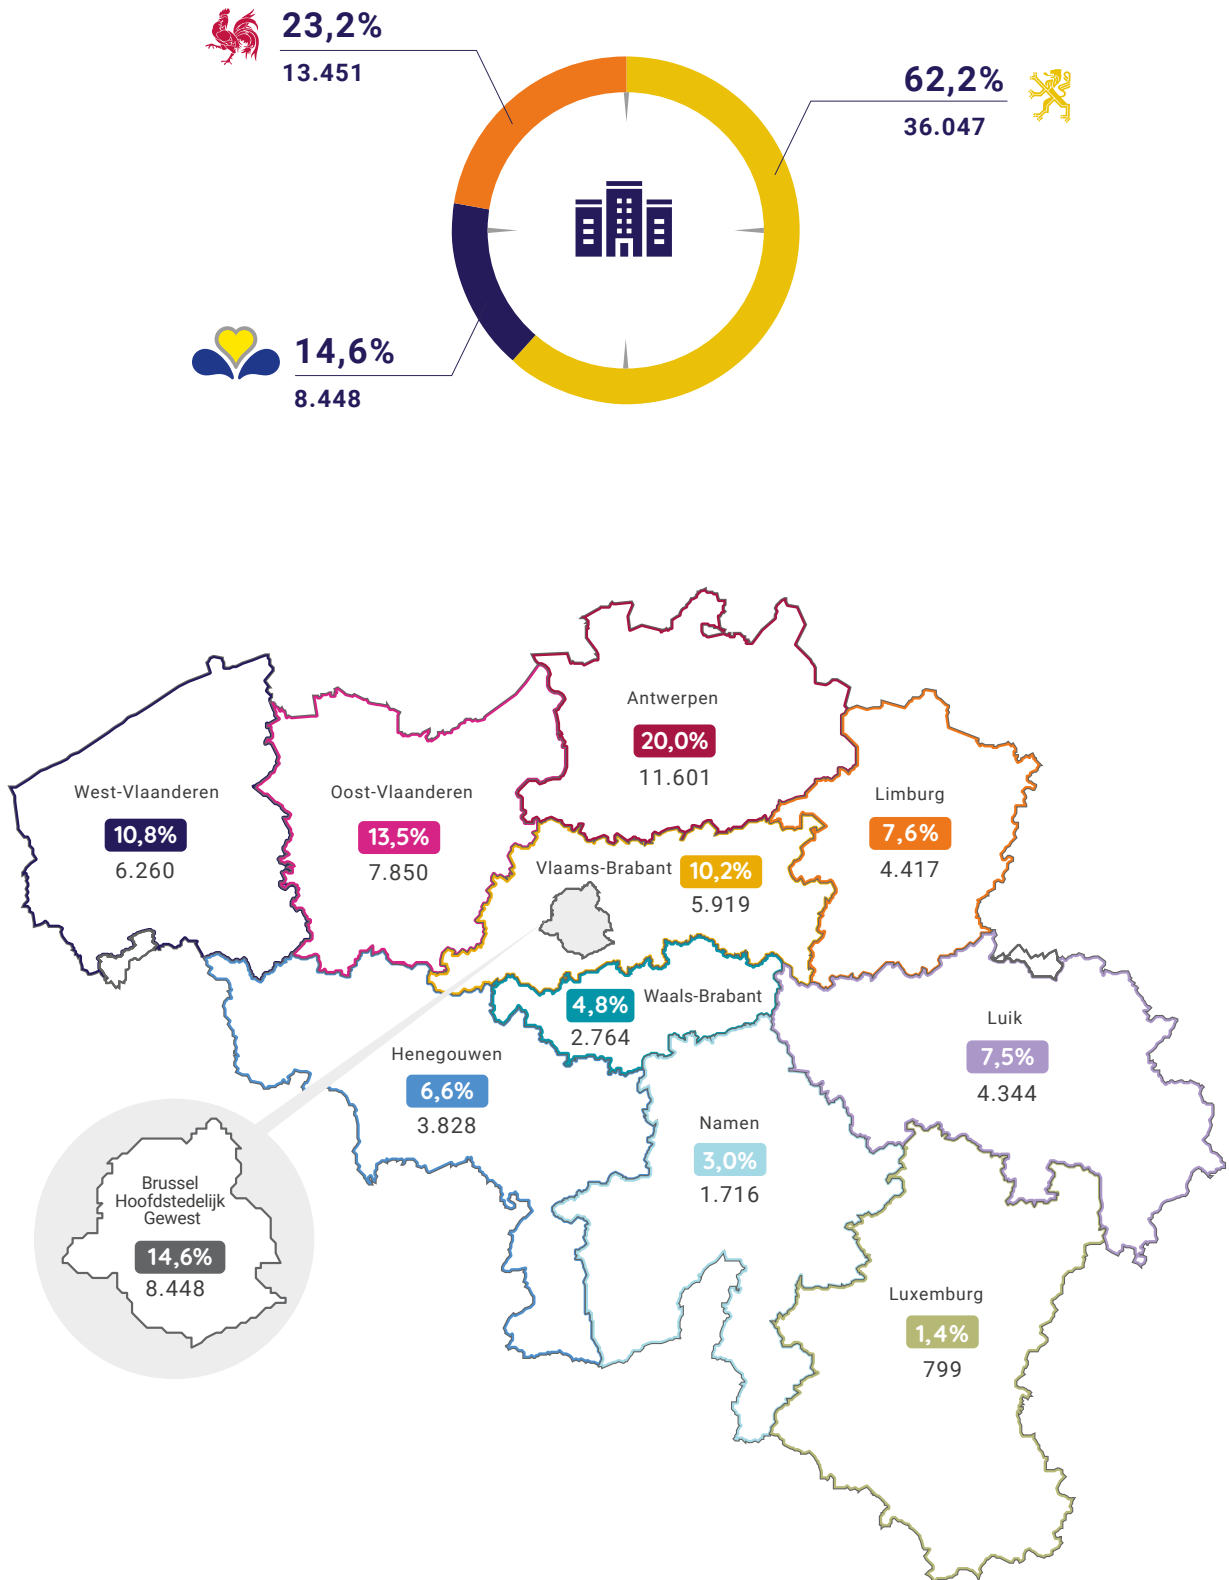 23,2%
13.451
62,2%
36.047
14,6%
8.448
Antwerpen
20,0%
11.601
West-Vlaanderen
10,8%
6.260
Oost-Vlaanderen
13,5%
7.850
Limburg
7,6%
4.417
Vlaams-Brabant
10,2%
5.919
4,8%
Waals-Brabant
2.764
Luik
7,5%
4.344
Henegouwen
6,6%
3.828
Namen
3,0%
1.716
Brussel
Hoofdstedelijk
Gewest
14,6%
8.448
Luxemburg
1,4%
799